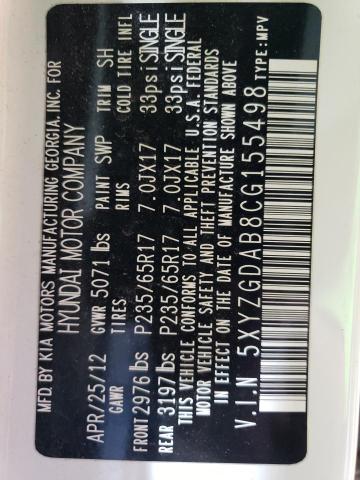 MFD. BY KIA MOTORS MANUFACTURING GEORGIA, INC. FOR
HYUNDAI MOTOR COMPANY
APR/25/12 GVWR 5071 lbs PAINT SWP TRIM SH
GAWR TIRES RIMS COLD TIRE INFL
FRONT 2976 lbs P235/65R17 7.0JX17 33psi SINGLE
REAR 3197 lbs P235/65R17 7.0JX17 33psi SINGLE
THIS VEHICLE CONFORMS TO ALL APPLICABLE U.S.A. FEDERAL
MOTOR VEHICLE SAFETY AND THEFT PREVENTION STANDARDS
IN EFFECT ON THE DATE OF MANUFACTURE SHOWN ABOVE
V.I.N 5XYZGDAB8CG155498 TYPE:MPV